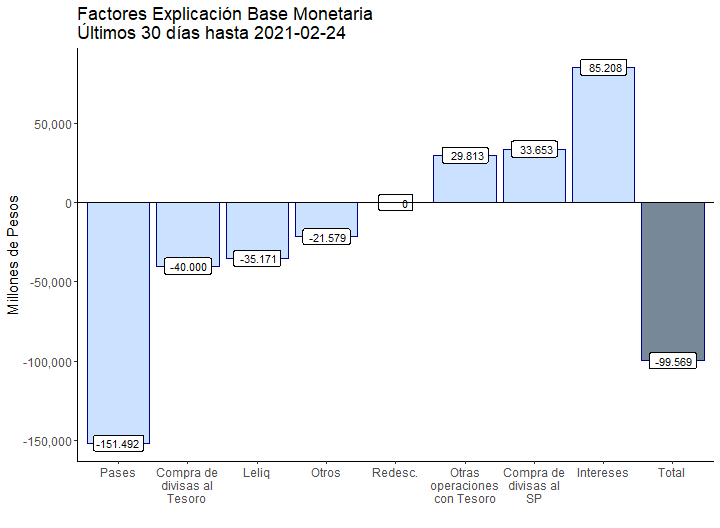 Factores Explicación Base Monetaria
Últimos 30 días hasta 2021-02-24
Millones de Pesos
50,000
0
-50,000
-100,000
-150,000
-151.492
-40.000
-35.171
-21.579
0
29.813
33.653
85.208
-99.569
Pases
Compra de
divisas al
Tesoro
Leliq
Otros
Redesc.
Otras
operaciones
con Tesoro
Compra de
divisas al
SP
Intereses
Total